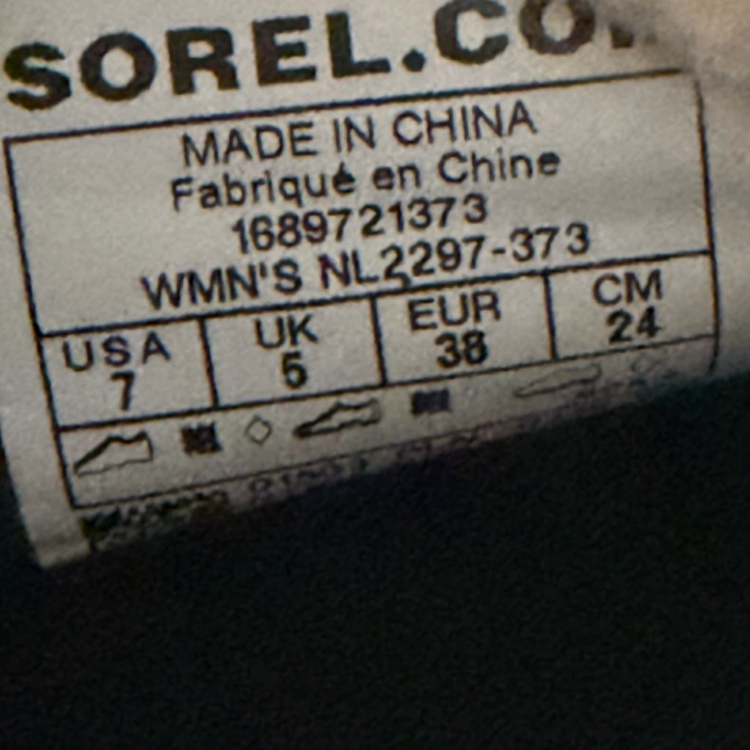 SOREL.CO
MADE IN CHINA
Fabriqué en Chine
1689721373
WMN'S NL2297-373
USA UK EUR CM
7 5 38 24